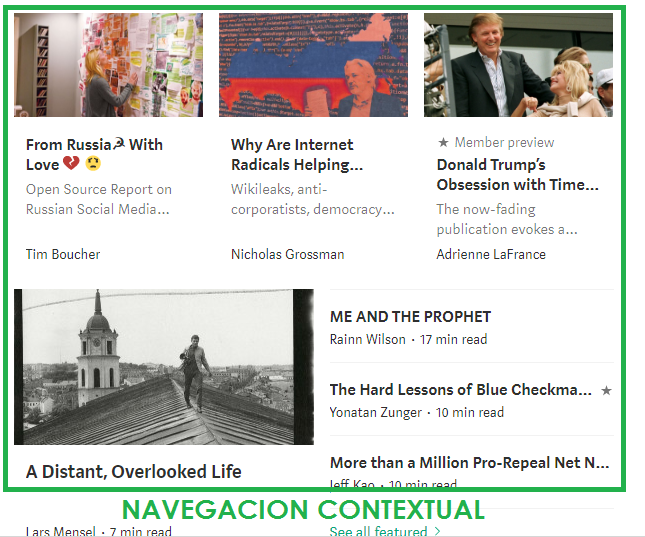 From Russia☭ With
Love 💔 😢
Open Source Report on
Russian Social Media...
Tim Boucher
Why Are Internet
Radicals Helping...
Wikileaks, anti-
corporatists, democracy...
Nicholas Grossman
★ Member preview
Donald Trump's
Obsession with Time...
The now-fading
publication evokes a...
Adrienne LaFrance
A Distant, Overlooked Life
Lars Mensel · 7 min read
ME AND THE PROPHET
Rainn Wilson · 17 min read
The Hard Lessons of Blue Checkma... ★
Yonatan Zunger · 10 min read
More than a Million Pro-Repeal Net N...
Jeff Kao · 10 min read
See all featured >
NAVEGACION CONTEXTUAL